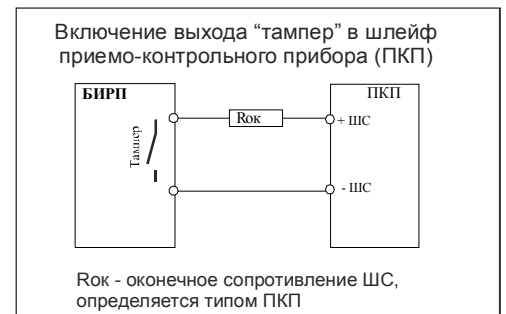 Включение выхода “тампер” в шлейф
приемо-контрольного прибора (ПКП)
БИРП
ПКП
Rок
+ ШС
Тампер
- ШС
Rок - оконечное сопротивление ШС,
определяется типом ПКП